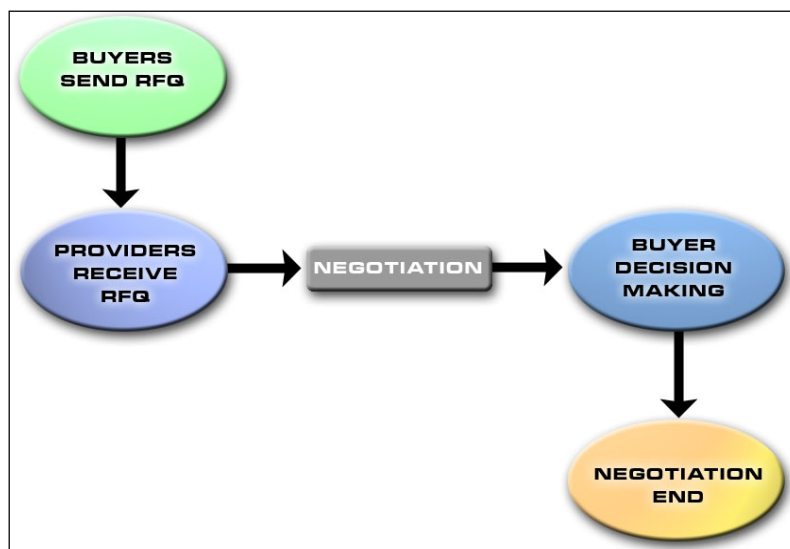 BUYERS
SEND RFQ
PROVIDERS
RECEIVE
RFQ
NEGOTIATION
BUYER
DECISION
MAKING
NEGOTIATION
END